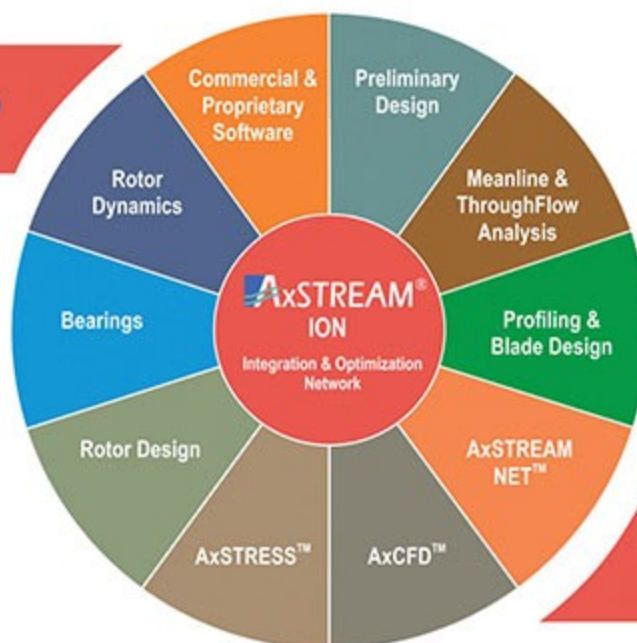 Commercial &
Proprietary
Software
Preliminary
Design
Meanline &
ThroughFlow
Analysis
Profiling &
Blade Design
AxSTREAM
NET™
AxCFD™
AxSTRESS™
Rotor Design
Bearings
Rotor
Dynamics
AxSTREAM®
ION
Integration & Optimization
Network